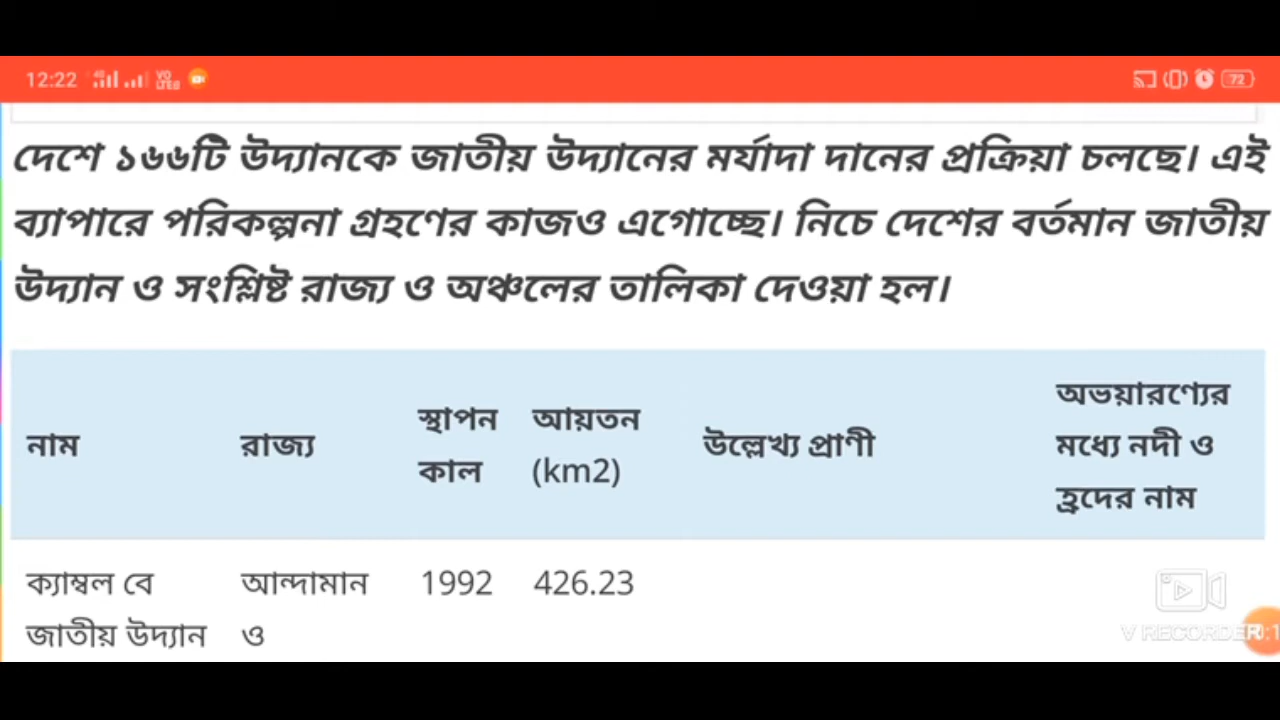 12:22
72
দেশে ১৬৬টি উদ্যানকে জাতীয় উদ্যানের মর্যাদা দানের প্রক্রিয়া চলছে। এই
ব্যাপারে পরিকল্পনা গ্রহণের কাজও এগোচ্ছে। নিচে দেশের বর্তমান জাতীয়
উদ্যান ও সংশ্লিষ্ট রাজ্য ও অঞ্চলের তালিকা দেওয়া হল।
নাম
রাজ্য
স্থাপন
কাল
আয়তন
(km2)
উল্লেখ্য প্রাণী
অভয়ারণ্যের
মধ্যে নদী ও
হ্রদের নাম
ক্যাম্বল বে
জাতীয় উদ্যান
আন্দামান
ও
1992
426.23
V RECORDER